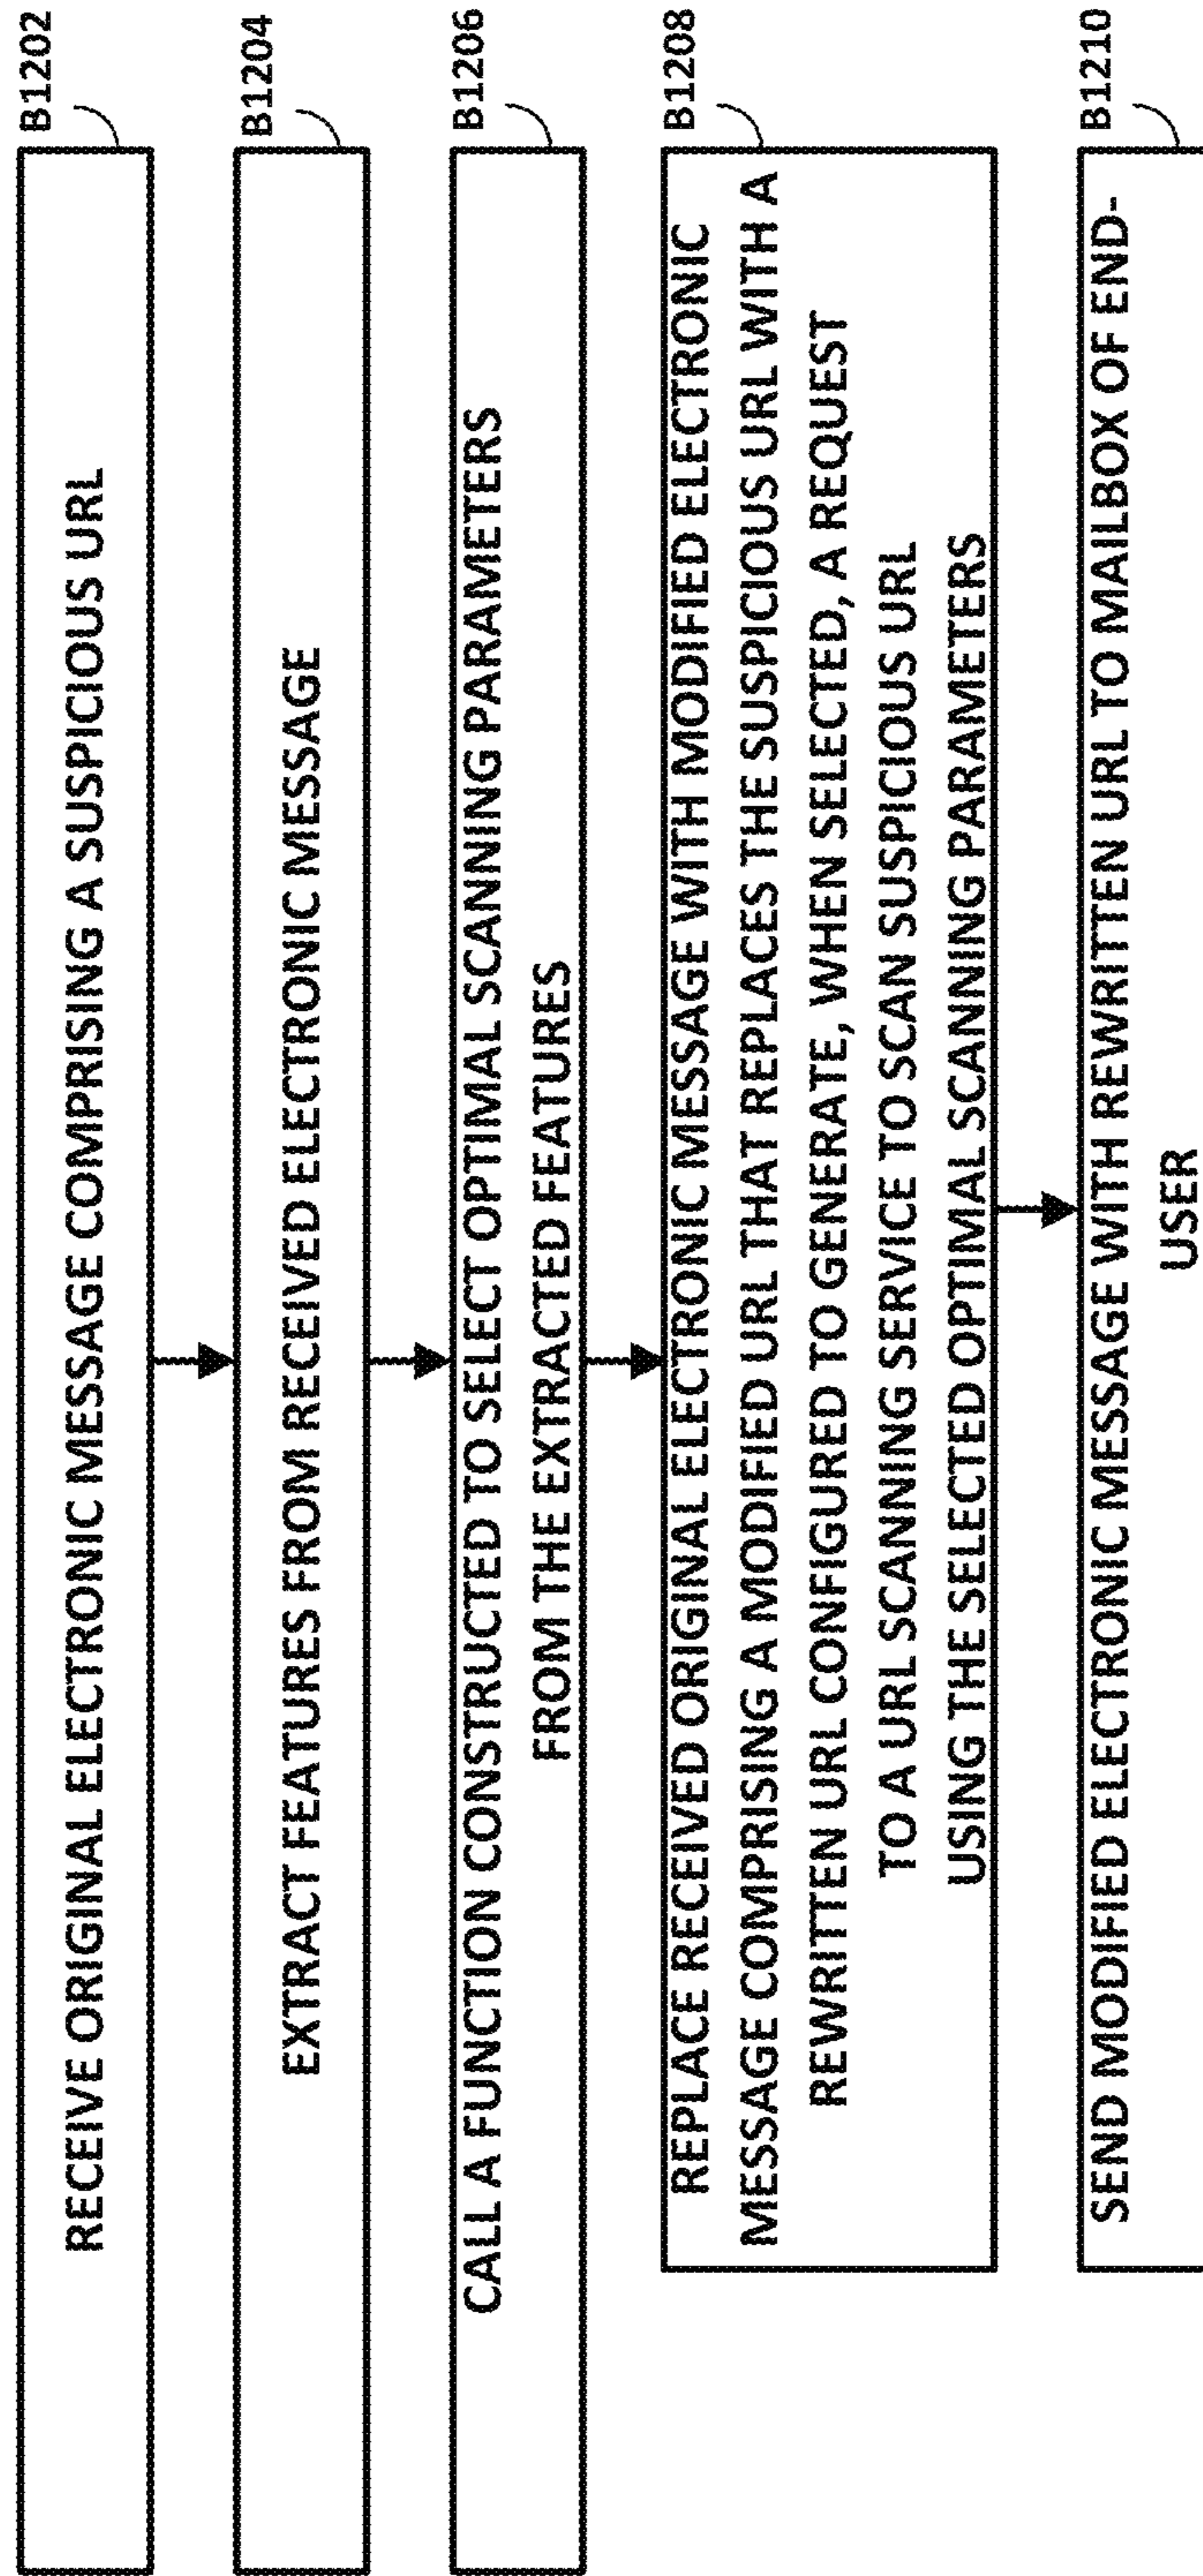 B1202
RECEIVE ORIGINAL ELECTRONIC MESSAGE COMPRISING A SUSPICIOUS URL
B1204
EXTRACT FEATURES FROM RECEIVED ELECTRONIC MESSAGE
B1206
CALL A FUNCTION CONSTRUCTED TO SELECT OPTIMAL SCANNING PARAMETERS
FROM THE EXTRACTED FEATURES
B1208
REPLACE RECEIVED ORIGINAL ELECTRONIC MESSAGE WITH MODIFIED ELECTRONIC
MESSAGE COMPRISING A MODIFIED URL THAT REPLACES THE SUSPICIOUS URL WITH A
REWRITTEN URL CONFIGURED TO GENERATE, WHEN SELECTED, A REQUEST
TO A URL SCANNING SERVICE TO SCAN SUSPICIOUS URL
USING THE SELECTED OPTIMAL SCANNING PARAMETERS
B1210
SEND MODIFIED ELECTRONIC MESSAGE WITH REWRITTEN URL TO MAILBOX OF END-
USER